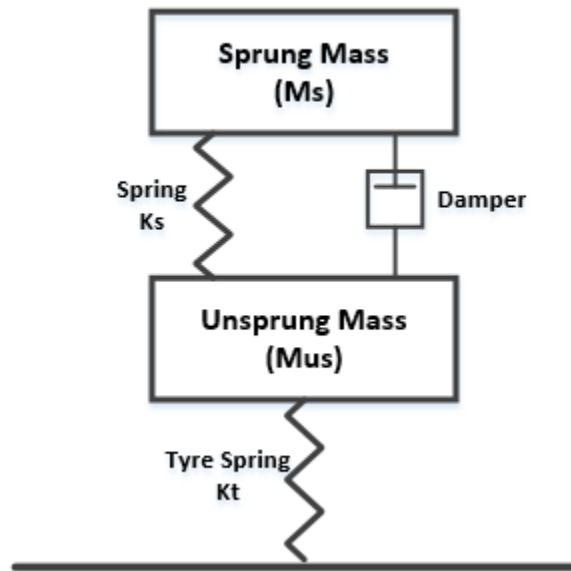 Sprung Mass
(Ms)
Spring
Ks
Damper
Unsprung Mass
(Mus)
Tyre Spring
Kt